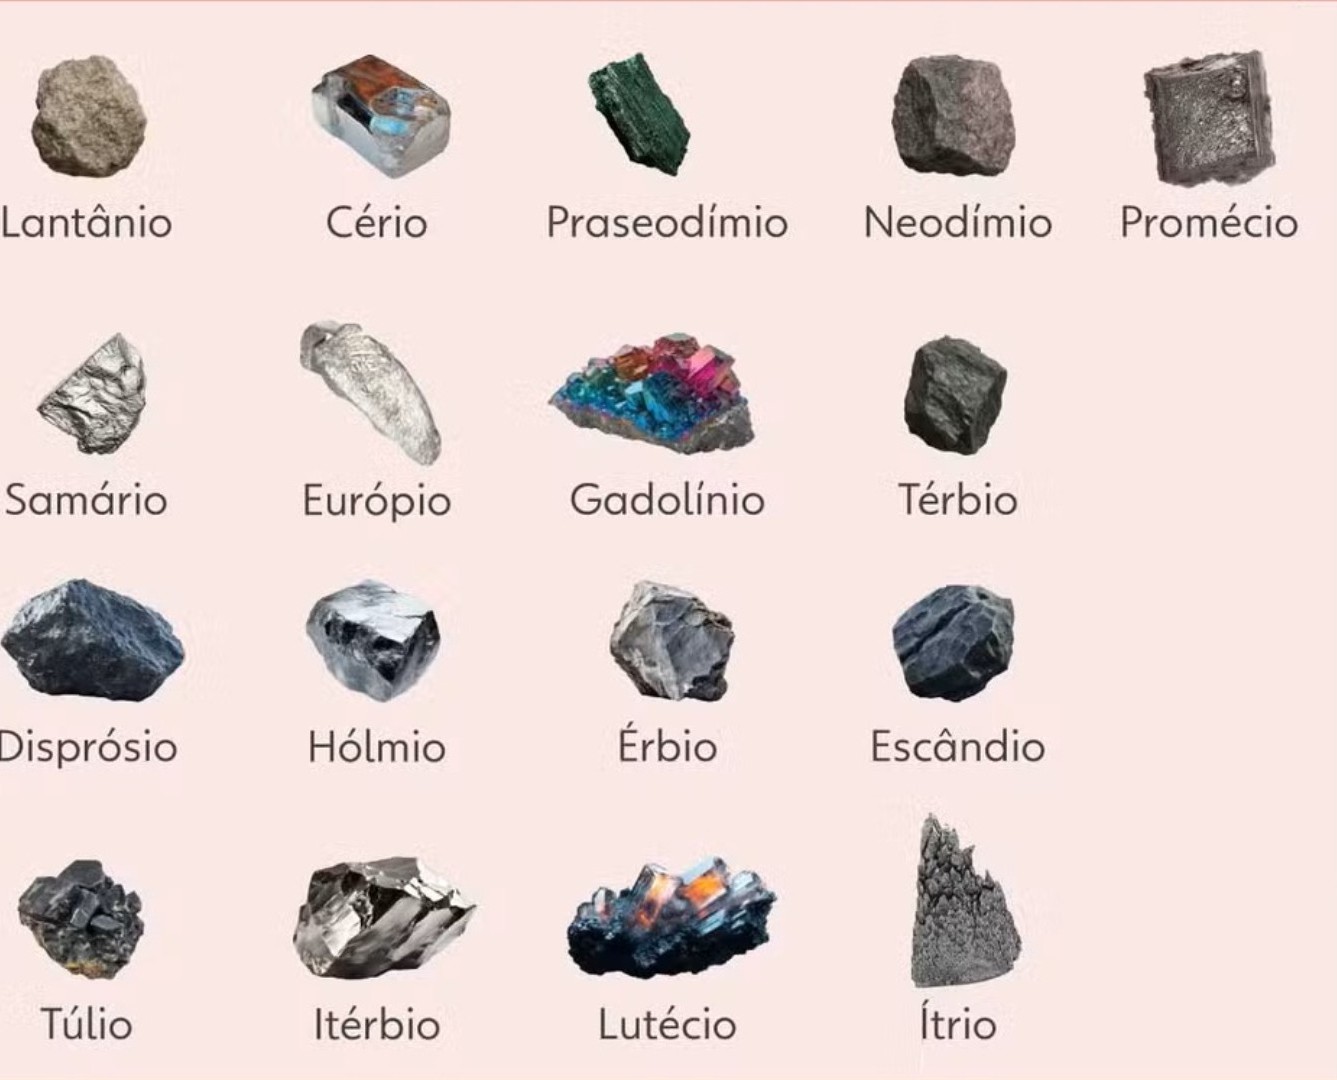 Lantânio Cério Praseodímio Neodímio Promécio
Samário Európio Gadolínio Térbio
Disprósio Hólmio Érbio Escândio
Túlio Itérbio Lutécio Ítrio